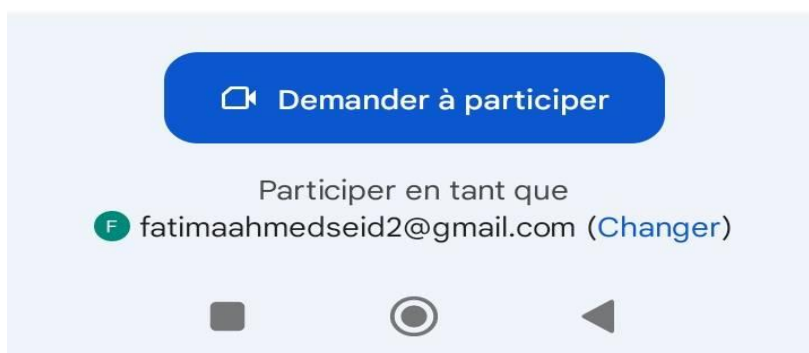 Demander à participer
Participer en tant que
F fatimaahmedseid2@gmail.com (Changer)